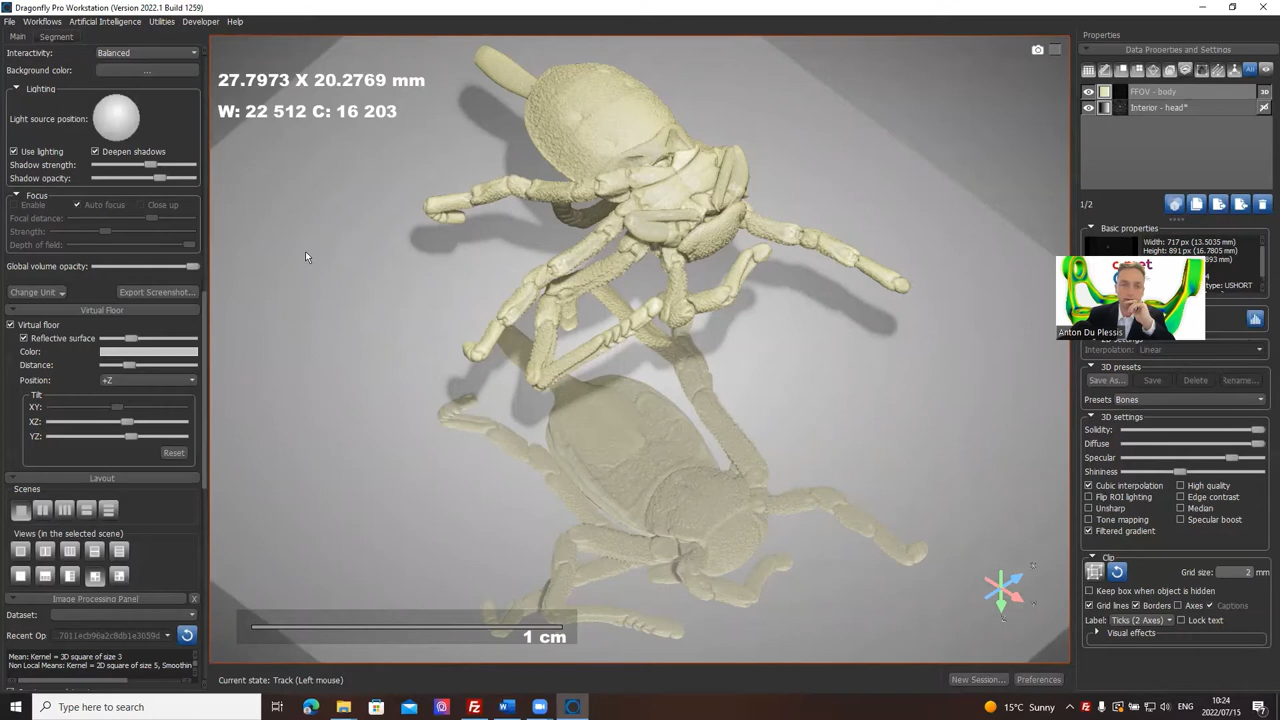 Dragonfly Pro Workstation (Version 2022.1 Build 1259)
File Workflows Artificial Intelligence Utilities Developer Help
Main Segment
Interactivity: Balanced
Background color: ...
Lighting
Light source position:
Use lighting Deepen shadows
Shadow strength:
Shadow opacity:
Focus
Enable Auto focus Close up
Focal distance:
Strength:
Depth of field:
Global volume opacity:
Change Unit Export Screenshot...
Virtual Floor
Virtual floor
Reflective surface
Color:
Distance:
Position: +Z
Tilt
XY:
XZ:
YZ:
Reset
Layout
Scenes
Views (in the selected scene)
Image Processing Panel
Dataset:
Recent Op ..7011ecb96a2c8db1e3059d
Mean: Kernel = 3D square of size 3
Non Local Means: Kernel = 2D square of size 5, Smoothin
27.7973 X 20.2769 mm
W: 22 512 C: 16 203
1 cm
Current state: Track (Left mouse)
New Session... Preferences
Properties
Data Properties and Settings
All
FFOV - body 3D
Interior - head*
1/2
Basic properties
Width: 717 px (13.5035 mm)
Height: 891 px (16.7805 mm)
893 mm)
type: USHORT
Anton Du Plessis
Interpolation: Linear
3D presets
Save As... Save Delete Rename...
Presets Bones
3D settings
Solidity:
Diffuse
Specular
Shininess
Cubic interpolation High quality
Flip ROI lighting Edge contrast
Unsharp Median
Tone mapping Specular boost
Filtered gradient
Clip
Grid size: 2 mm
Keep box when object is hidden
Grid lines Borders Axes Captions
Label: Ticks (2 Axes) Lock text
Visual effects
Type here to search
15°C Sunny
ENG
10:24
2022/07/15